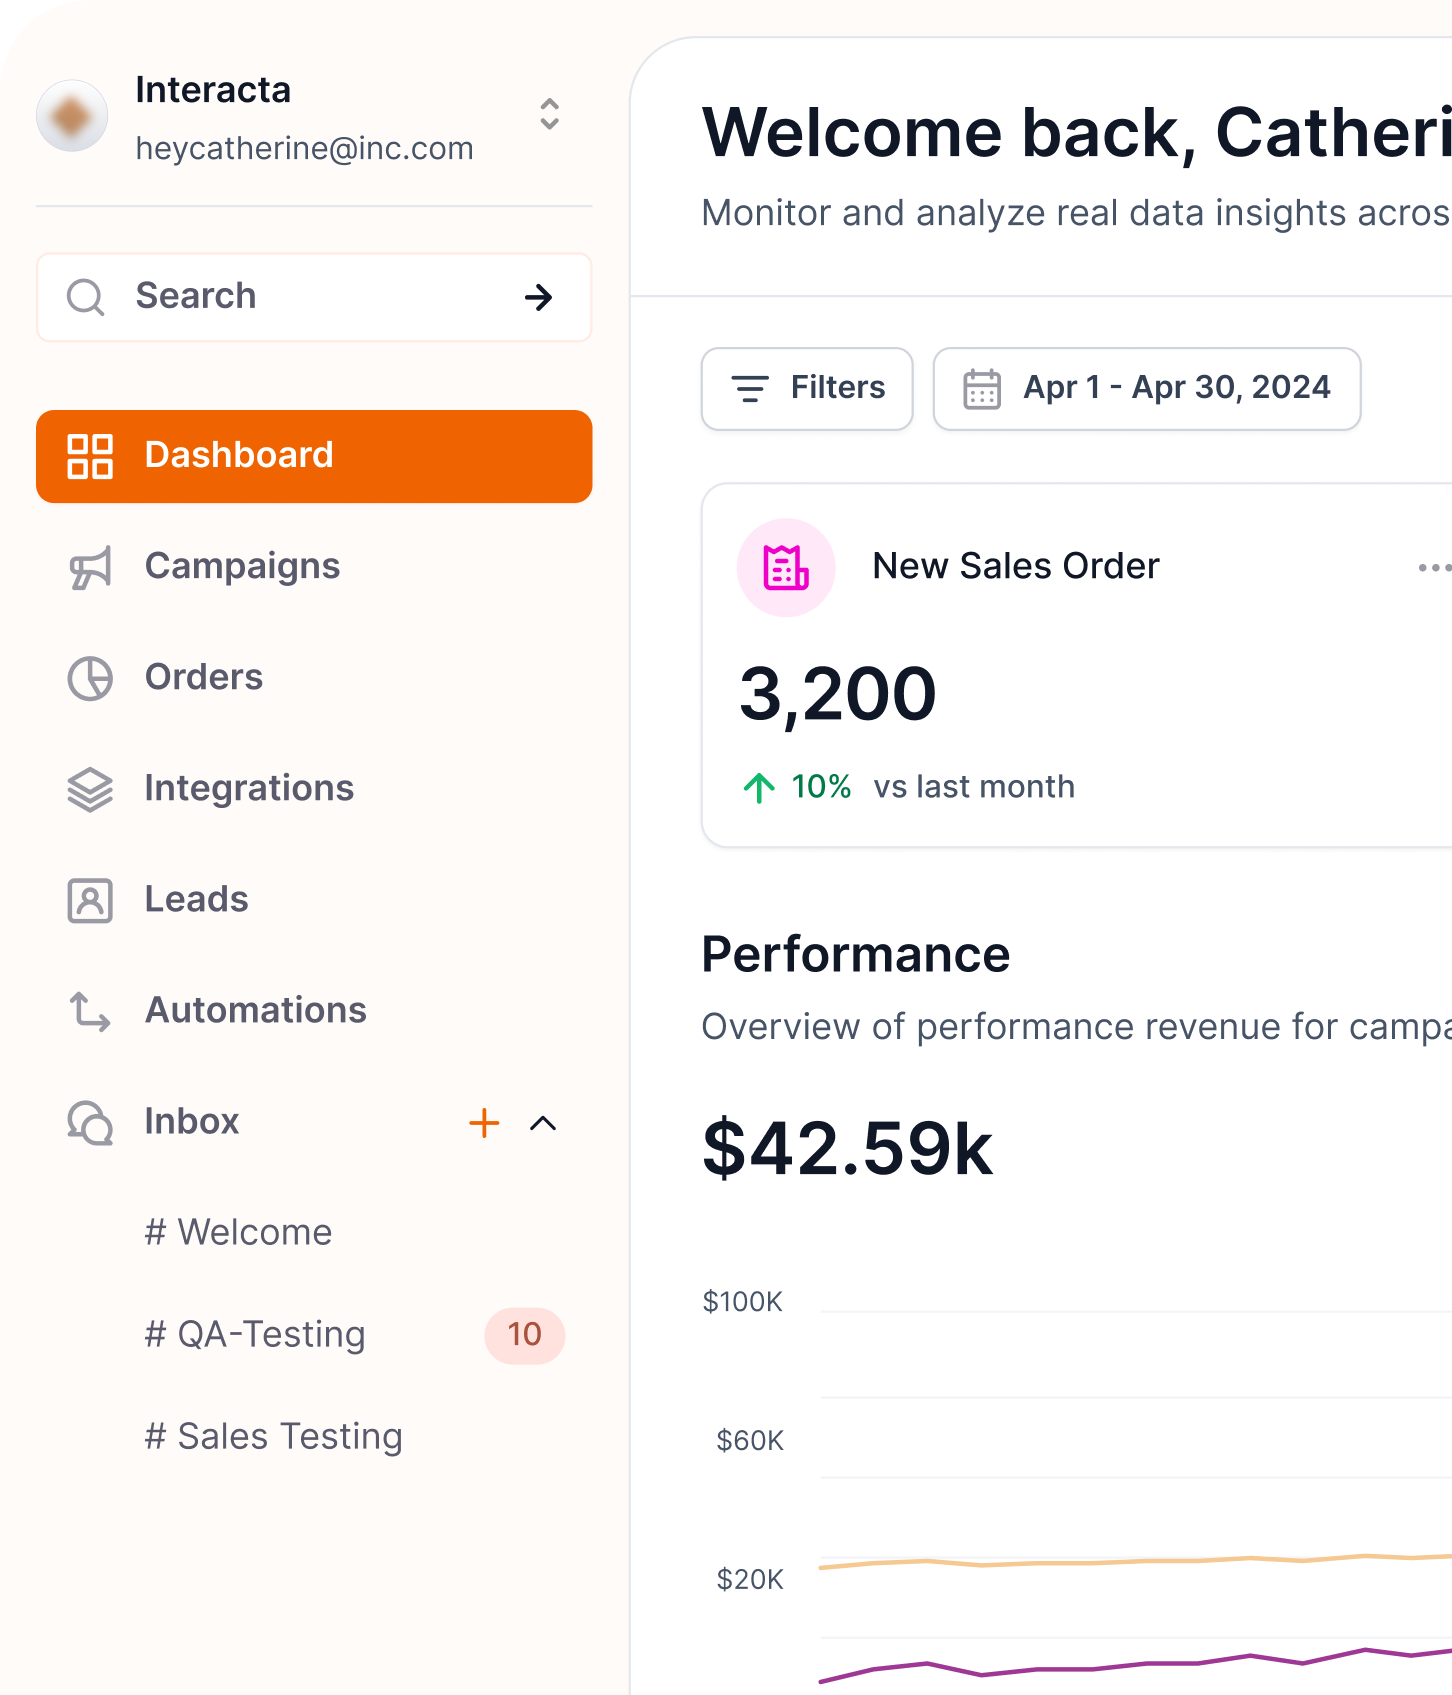 Interacta
heycatherine@inc.com
Search
Dashboard
Campaigns
Orders
Integrations
Leads
Automations
Inbox
# Welcome
# QA-Testing 10
# Sales Testing
Welcome back, Catheri
Monitor and analyze real data insights acros
Filters
Apr 1 - Apr 30, 2024
New Sales Order
3,200
10% vs last month
Performance
Overview of performance revenue for campa
$42.59k
$100K
$60K
$20K